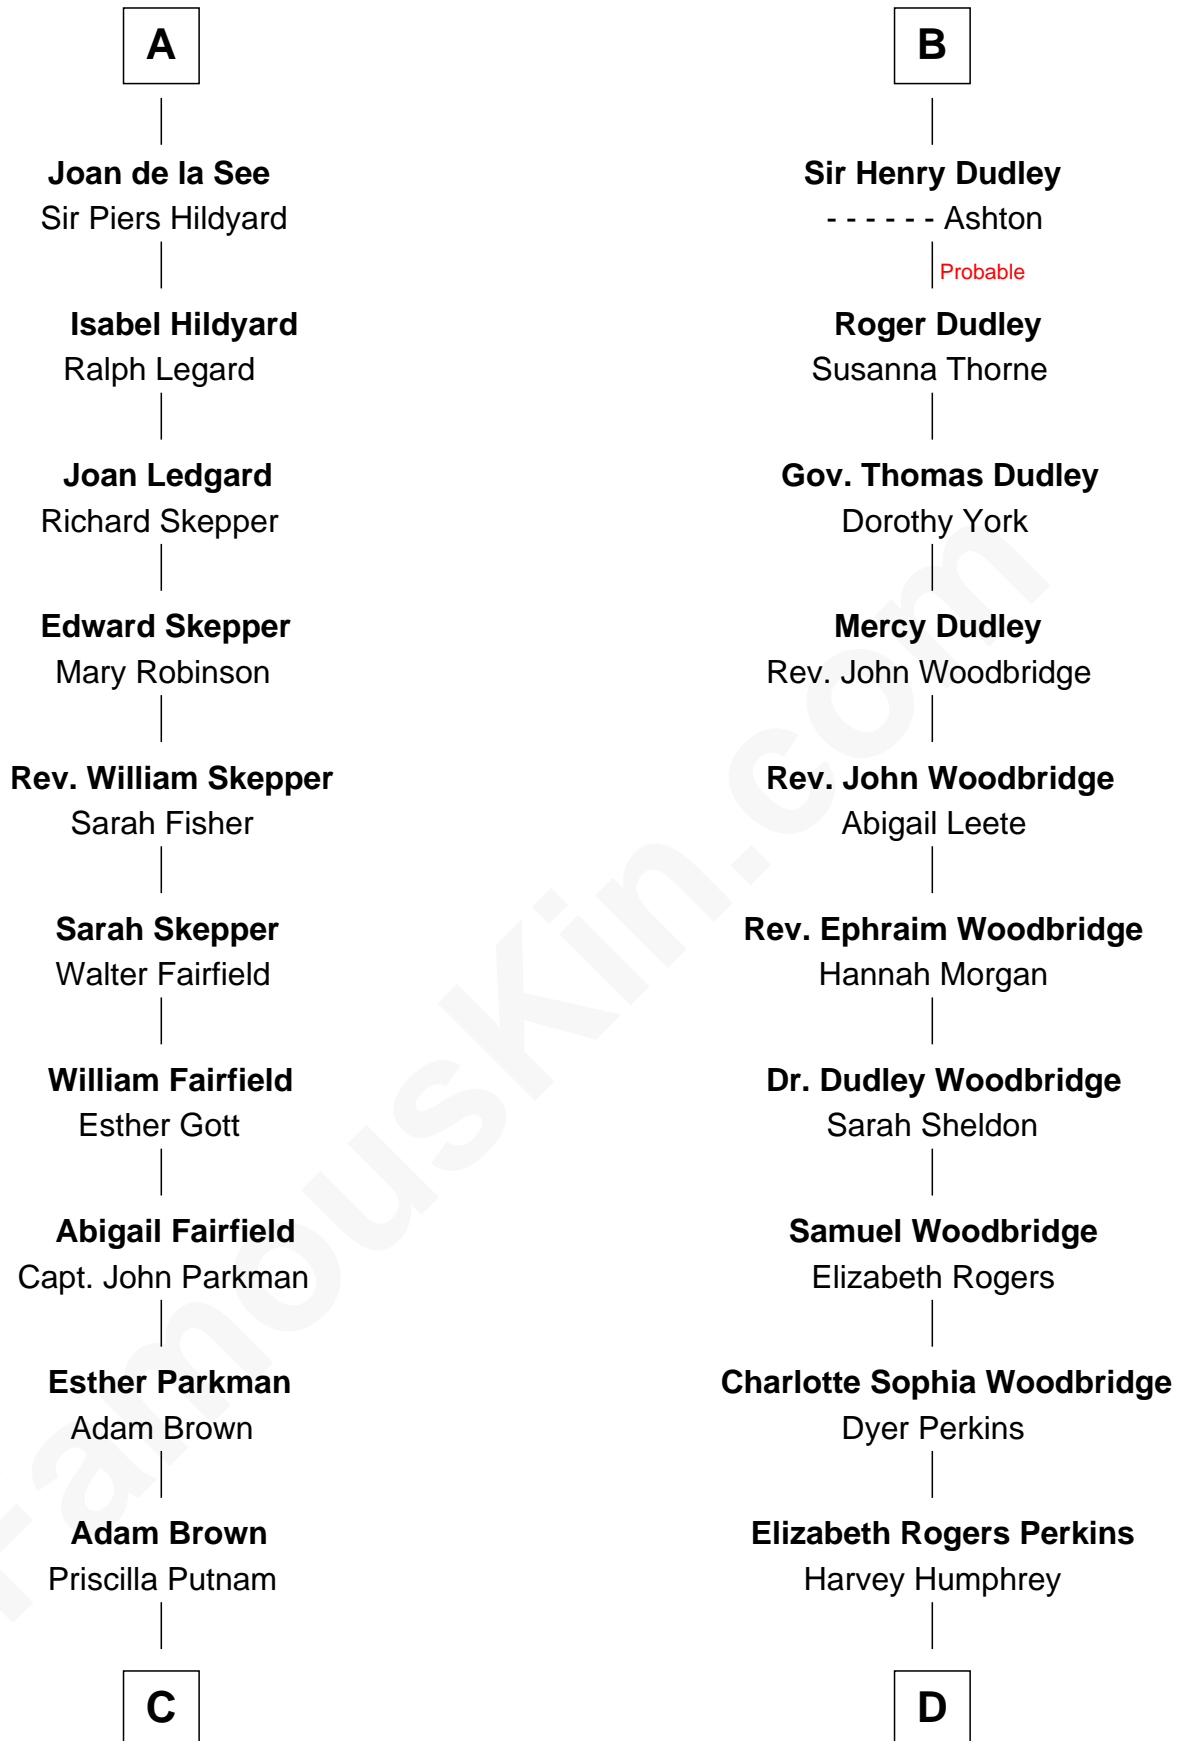 A
Joan de la See
Sir Piers Hildyard
Isabel Hildyard
Ralph Legard
Joan Ledgard
Richard Skepper
Edward Skepper
Mary Robinson
Rev. William Skepper
Sarah Fisher
Sarah Skepper
Walter Fairfield
William Fairfield
Esther Gott
Abigail Fairfield
Capt. John Parkman
Esther Parkman
Adam Brown
Adam Brown
Priscilla Putnam
C
B
Sir Henry Dudley
- - - - - - Ashton
Probable
Roger Dudley
Susanna Thorne
Gov. Thomas Dudley
Dorothy York
Mercy Dudley
Rev. John Woodbridge
Rev. John Woodbridge
Abigail Leete
Rev. Ephraim Woodbridge
Hannah Morgan
Dr. Dudley Woodbridge
Sarah Sheldon
Samuel Woodbridge
Elizabeth Rogers
Charlotte Sophia Woodbridge
Dyer Perkins
Elizabeth Rogers Perkins
Harvey Humphrey
D
FamousKin.com